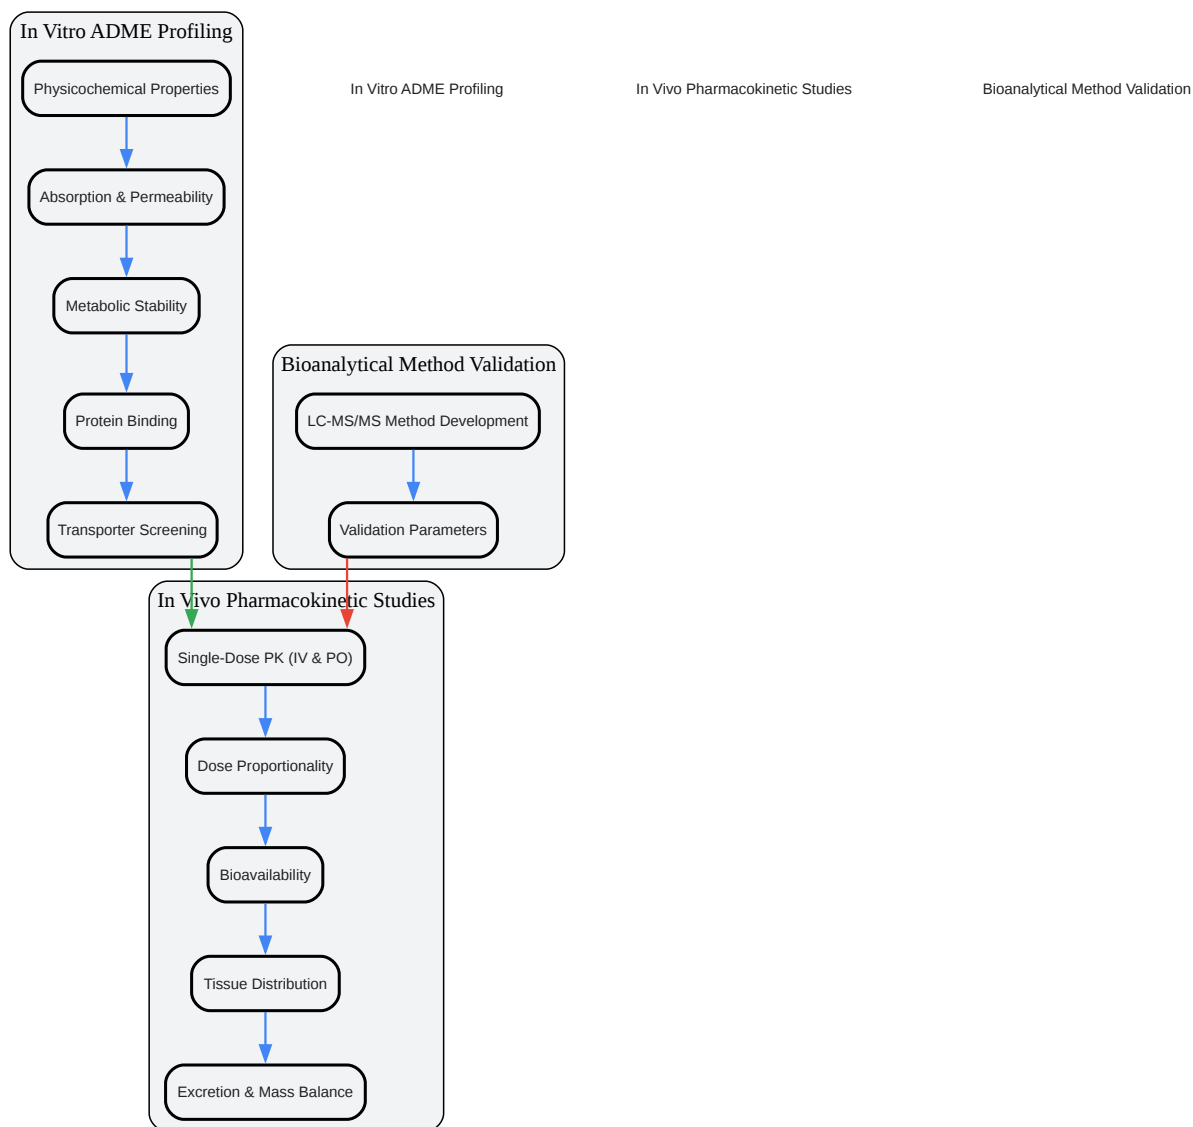 In Vitro ADME Profiling
Physicochemical Properties
In Vitro ADME Profiling
In Vivo Pharmacokinetic Studies
Bioanalytical Method Validation
Absorption & Permeability
Metabolic Stability
Bioanalytical Method Validation
Protein Binding
LC-MS/MS Method Development
Transporter Screening
Validation Parameters
In Vivo Pharmacokinetic Studies
Single-Dose PK (IV & PO)
Dose Proportionality
Bioavailability
Tissue Distribution
Excretion & Mass Balance